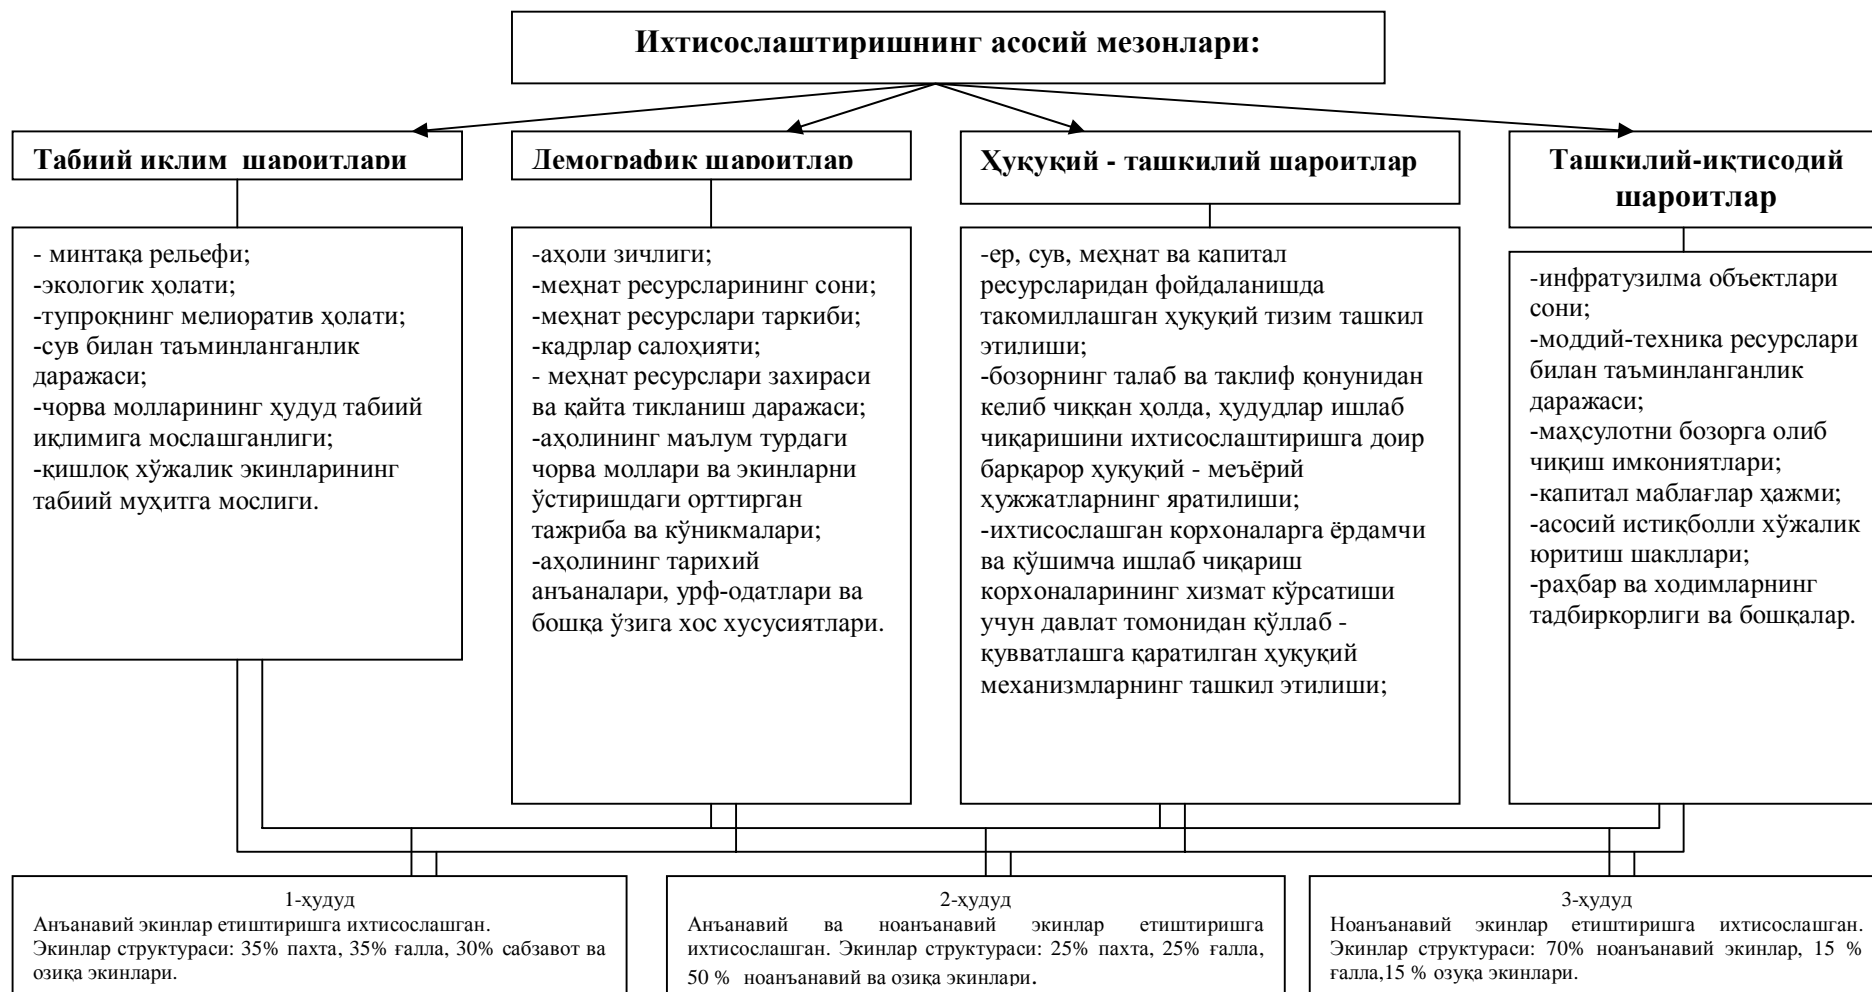 Ихтисослаштиришнинг асосий мезонлари:
Табиий иқлим шароитлари
Демографик шароитлар
Ҳуқуқий - ташкилий шароитлар
Ташкилий-иқтисодий
шароитлар
- минтақа рельефи;
-экологик ҳолати;
-тупроқнинг мелиоратив ҳолати;
-сув билан таъминланганлик
даражаси;
-чорва молларининг ҳудуд табиий
иқлимига мослашганлиги;
-қишлоқ хўжалик экинларининг
табиий муҳитга мослиги.
-аҳоли зичлиги;
-меҳнат ресурсларининг сони;
-меҳнат ресурслари таркиби;
-кадрлар салоҳияти;
- меҳнат ресурслари захираси
ва қайта тикланиш даражаси;
-аҳолининг маълум турдаги
чорва моллари ва экинларни
ўстиришдаги орттирган
тажриба ва кўникмалари;
-аҳолининг тарихий
анъаналари, урф-одатлари ва
бошқа ўзига хос хусусиятлари.
-ер, сув, меҳнат ва капитал
ресурсларидан фойдаланишда
такомиллашган ҳуқуқий тизим ташкил
этилиши;
-бозорнинг талаб ва таклиф қонунидан
келиб чиққан ҳолда, ҳудудлар ишлаб
чиқаришини ихтисослаштиришга доир
барқарор ҳуқуқий - меъёрий
ҳужжатларнинг яратилиши;
-ихтисослашган корхоналарга ёрдамчи
ва қўшимча ишлаб чиқариш
корхоналарининг хизмат кўрсатиши
учун давлат томонидан қўллаб -
қувватлашга қаратилган ҳуқуқий
механизмларнинг ташкил этилиши;
-инфратузилма объектлари
сони;
-моддий-техника ресурслари
билан таъминланганлик
даражаси;
-маҳсулотни бозорга олиб
чиқиш имкониятлари;
-капитал маблағлар ҳажми;
-асосий истиқболли хўжалик
юритиш шакллари;
-раҳбар ва ходимларнинг
тадбиркорлиги ва бошқалар.
1-ҳудуд
Анъанавий экинлар етиштиришга ихтисослашган.
Экинлар структураси: 35% пахта, 35% ғалла, 30% сабзавот ва
озиқа экинлари.
2-ҳудуд
Анъанавий ва ноанъанавий экинлар етиштиришга
ихтисослашган. Экинлар структураси: 25% пахта, 25% ғалла,
50 % ноанъанавий ва озиқа экинлари.
3-ҳудуд
Ноанъанавий экинлар етиштиришга ихтисослашган.
Экинлар структураси: 70% ноанъанавий экинлар, 15 %
ғалла,15 % озуқа экинлари.